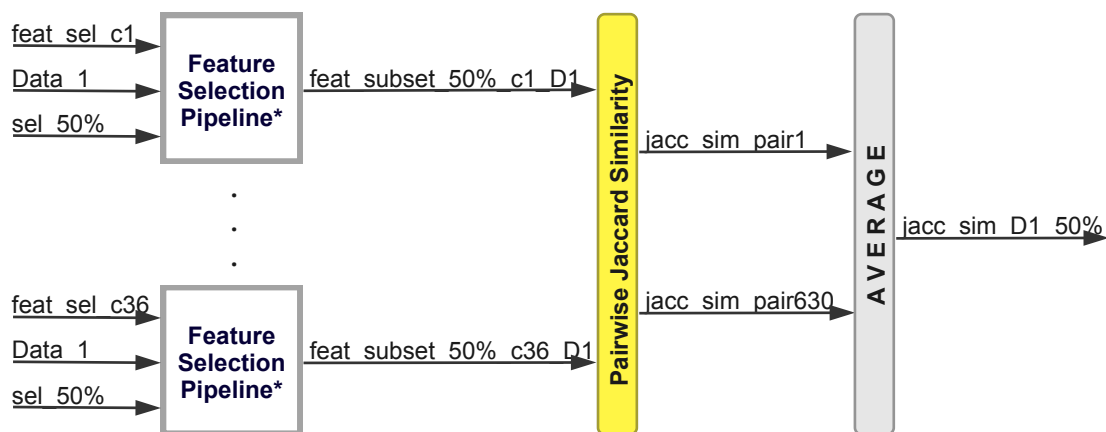 feat_sel_c1
Data_1
sel_50%
Feature
Selection
Pipeline*
feat_subset_50%_c1_D1
.
.
.
feat_sel_c36
Data_1
sel_50%
Feature
Selection
Pipeline*
feat_subset_50%_c36_D1
Pairwise Jaccard Similarity
jacc_sim_pair1
jacc_sim_pair630
AVERAGE
jacc_sim_D1_50%